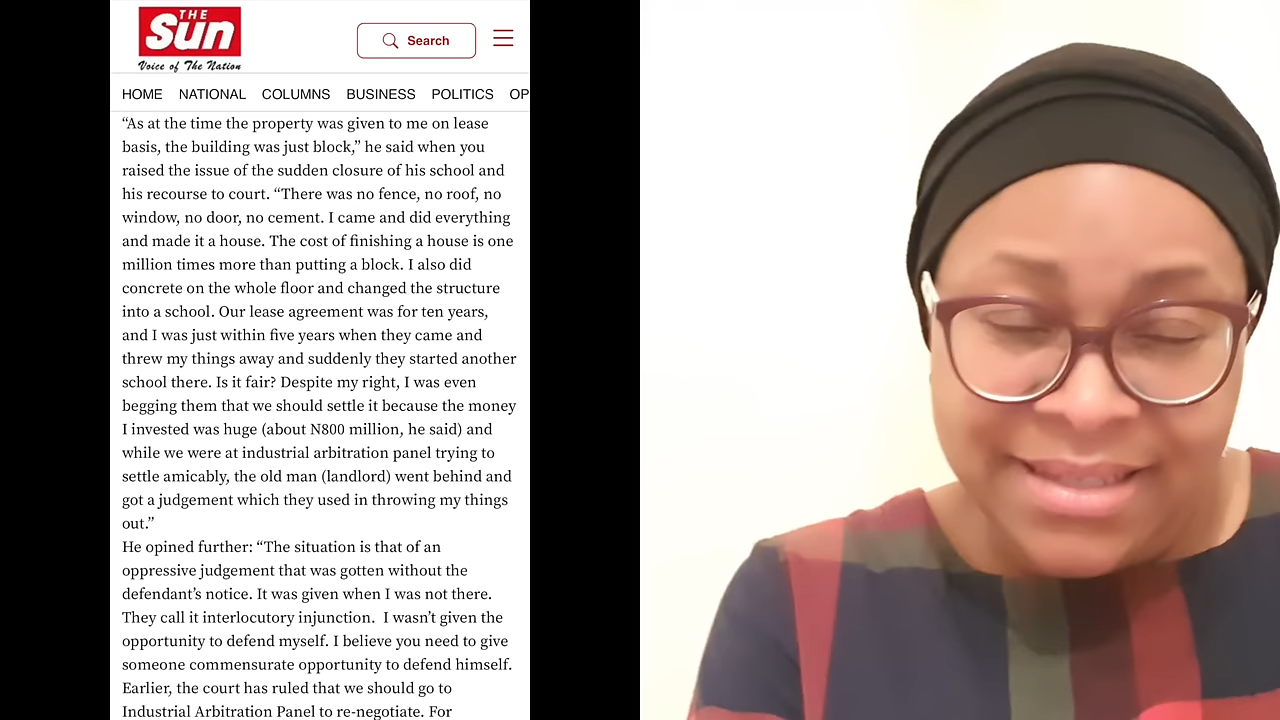 THE
Sun
Voice of The Nation
Search
HOME NATIONAL COLUMNS BUSINESS POLITICS OP
“As at the time the property was given to me on lease
basis, the building was just block,” he said when you
raised the issue of the sudden closure of his school and
his recourse to court. “There was no fence, no roof, no
window, no door, no cement. I came and did everything
and made it a house. The cost of finishing a house is one
million times more than putting a block. I also did
concrete on the whole floor and changed the structure
into a school. Our lease agreement was for ten years,
and I was just within five years when they came and
threw my things away and suddenly they started another
school there. Is it fair? Despite my right, I was even
begging them that we should settle it because the money
I invested was huge (about N800 million, he said) and
while we were at industrial arbitration panel trying to
settle amicably, the old man (landlord) went behind and
got a judgement which they used in throwing my things
out.”
He opined further: “The situation is that of an
oppressive judgement that was gotten without the
defendant’s notice. It was given when I was not there.
They call it interlocutory injunction.  I wasn’t given the
opportunity to defend myself. I believe you need to give
someone commensurate opportunity to defend himself.
Earlier, the court has ruled that we should go to
Industrial Arbitration Panel to re-negotiate. For